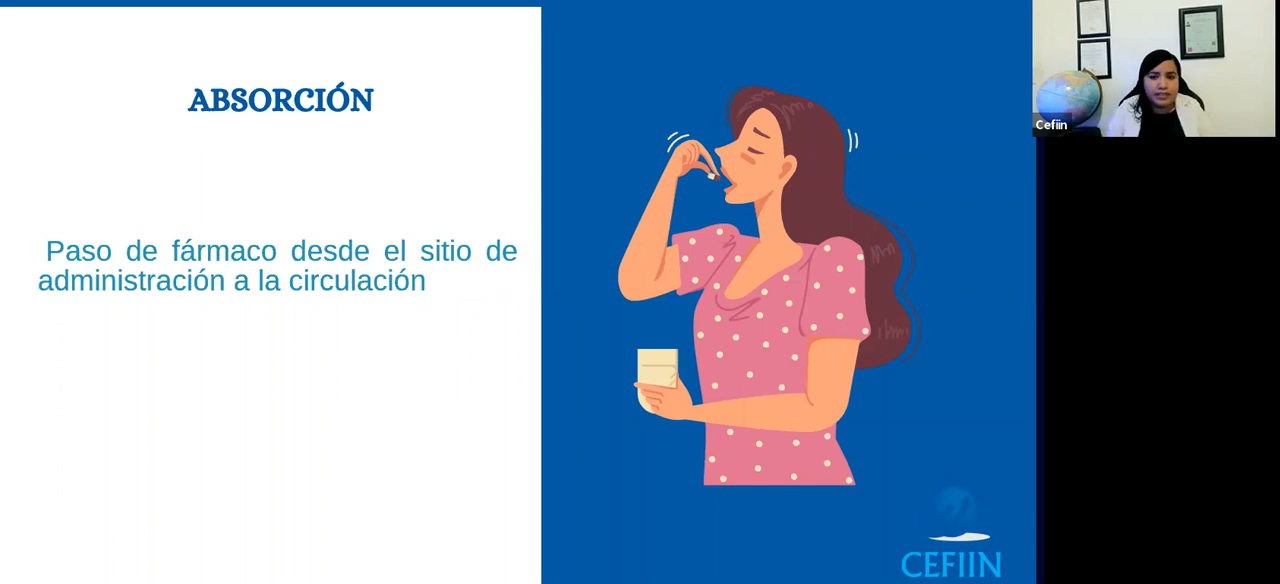 ABSORCIÓN
Paso de fármaco desde el sitio de
administración a la circulación
Cefiin
CEFIIN